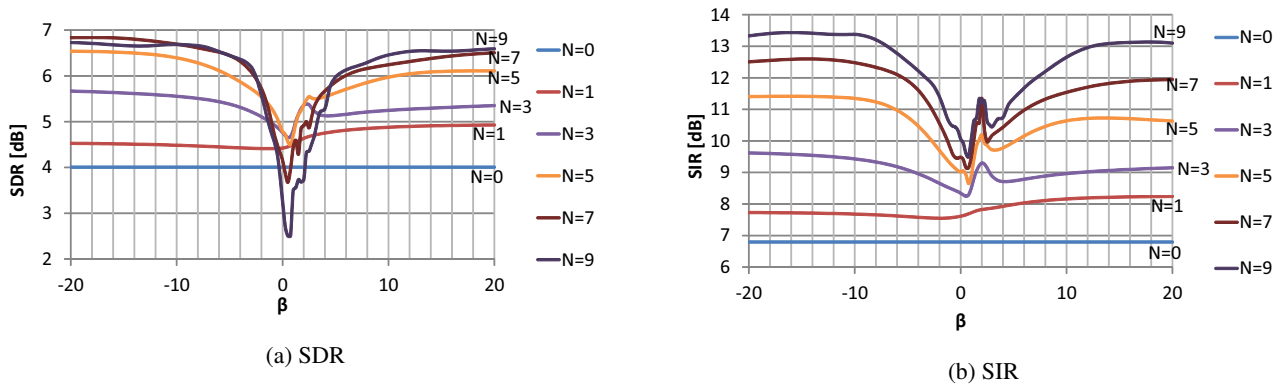 7
6
5
4
3
2
SDR [dB]
-20
-10
0
10
20
β
N=9
N=7
N=5
N=3
N=1
N=0
N=0
N=1
N=3
N=5
N=7
N=9
(a) SDR
14
13
12
11
10
9
8
7
6
SIR [dB]
-20
-10
0
10
20
β
N=9
N=7
N=5
N=3
N=1
N=0
N=0
N=1
N=3
N=5
N=7
N=9
(b) SIR